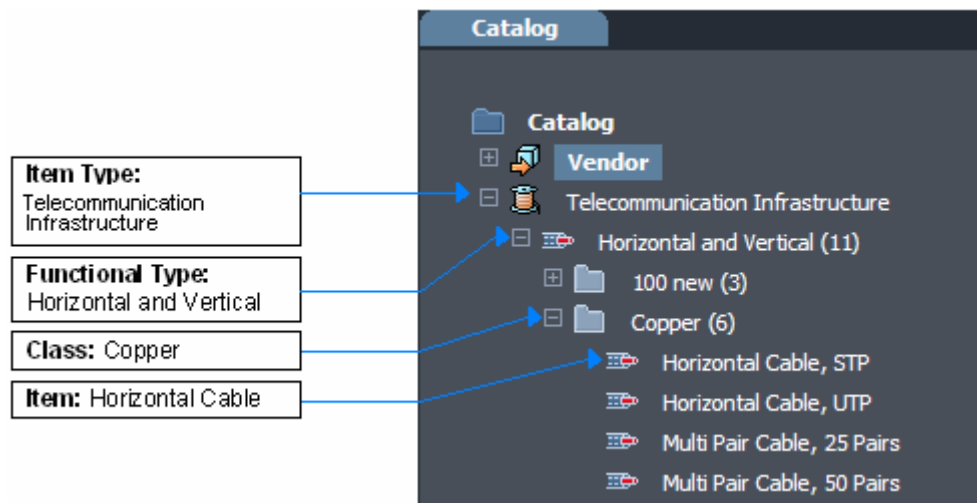 Catalog
Catalog
Vendor
Item Type:
Telecommunication
Infrastructure
Telecommunication Infrastructure
Functional Type:
Horizontal and Vertical
Horizontal and Vertical (11)
100 new (3)
Class: Copper
Copper (6)
Item: Horizontal Cable
Horizontal Cable, STP
Horizontal Cable, UTP
Multi Pair Cable, 25 Pairs
Multi Pair Cable, 50 Pairs